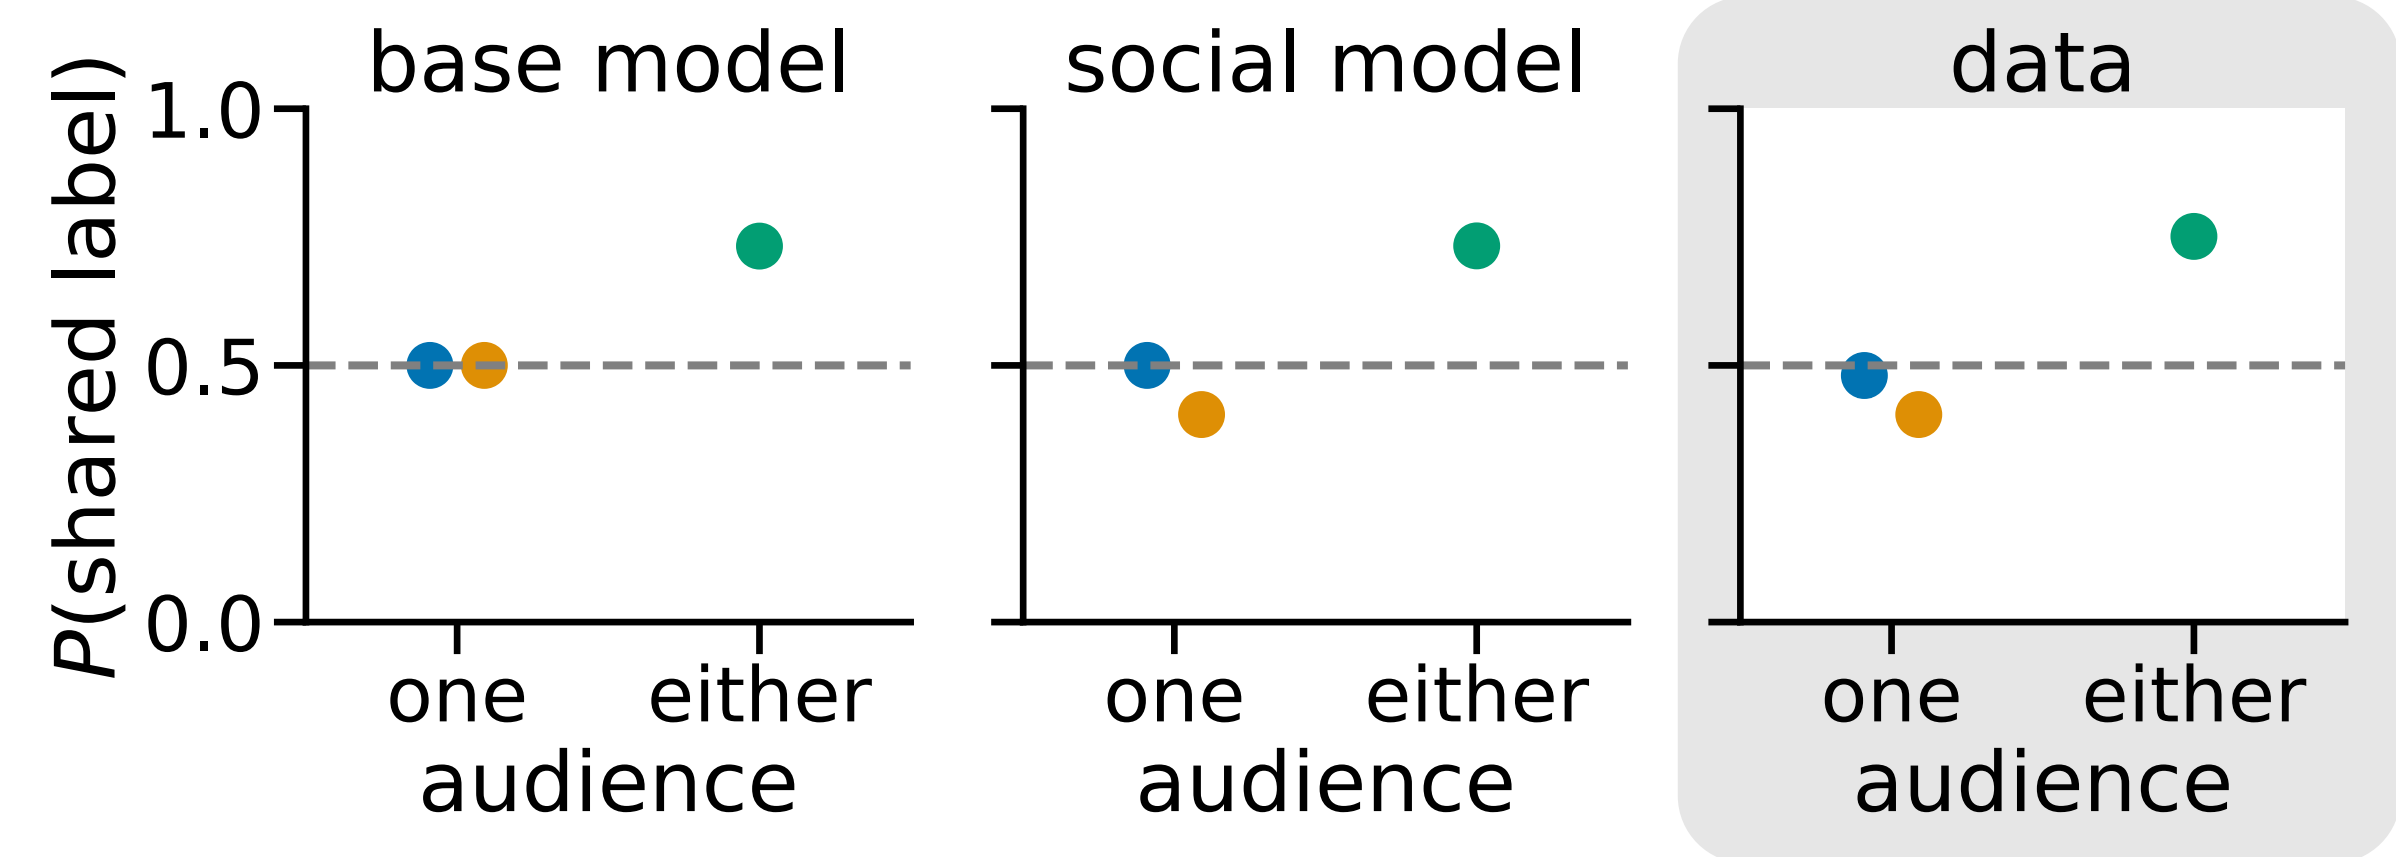 base model
social model
data
P(shared label)
1.0
0.5
0.0
one either
audience
one either
audience
one either
audience